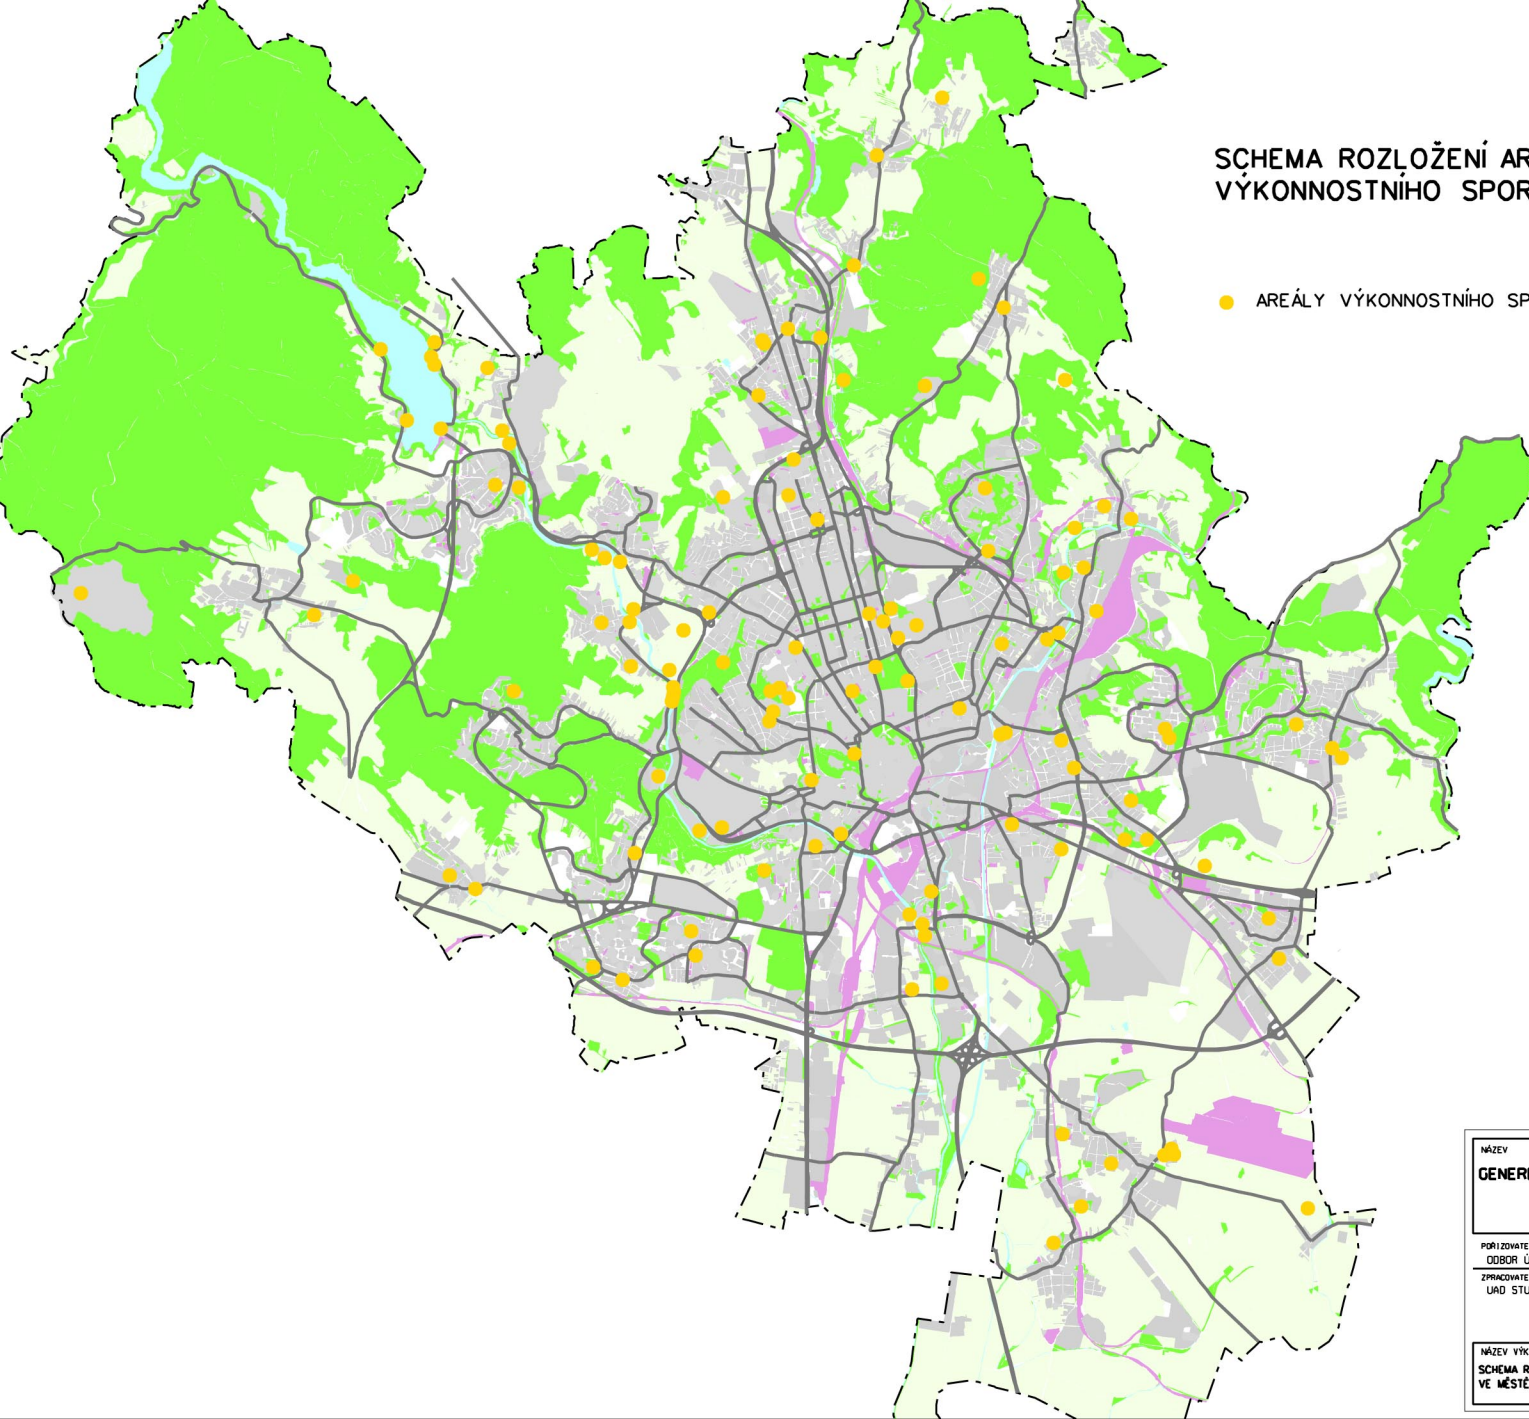 SCHEMA ROZLOŽENÍ AR
VÝKONNOSTNÍHO SPOR
AREÁLY VÝKONNOSTNÍHO SP
NÁZEV
GENER
POŘIZOVATE
ODBOR Ú
ZPRACOVATE
UAD STU
NÁZEV VÝK
SCHEMA R
VE MĚSTĚ